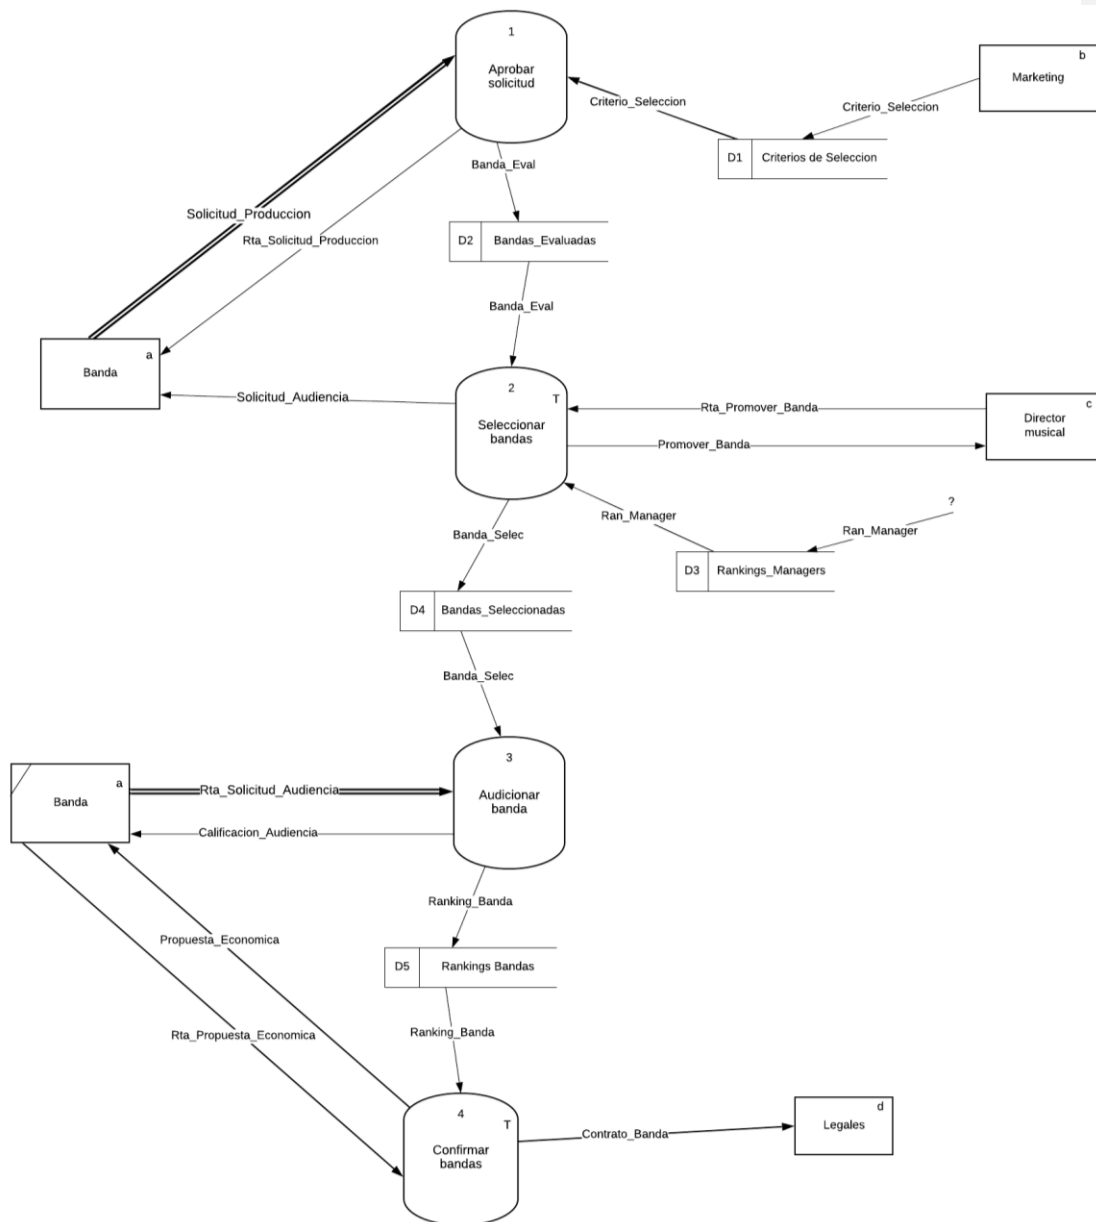 1
Aprobar
solicitud
b
Marketing
Criterio_Seleccion
Criterio_Seleccion
D1 Criterios de Seleccion
Banda_Eval
Solicitud_Produccion
Rta_Solicitud_Produccion
D2 Bandas_Evaluadas
Banda_Eval
a
Banda
Solicitud_Audiencia
2
T
Seleccionar
bandas
Rta_Promover_Banda
Promover_Banda
c
Director
musical
?
Ran_Manager
Ran_Manager
Banda_Selec
D3 Rankings_Managers
D4 Bandas_Seleccionadas
Banda_Selec
3
Audicionar
banda
a
Banda
Rta_Solicitud_Audiencia
Calificacion_Audiencia
Ranking_Banda
Propuesta_Economica
D5 Rankings Bandas
Rta_Propuesta_Economica
Ranking_Banda
4
T
Confirmar
bandas
Contrato_Banda
d
Legales